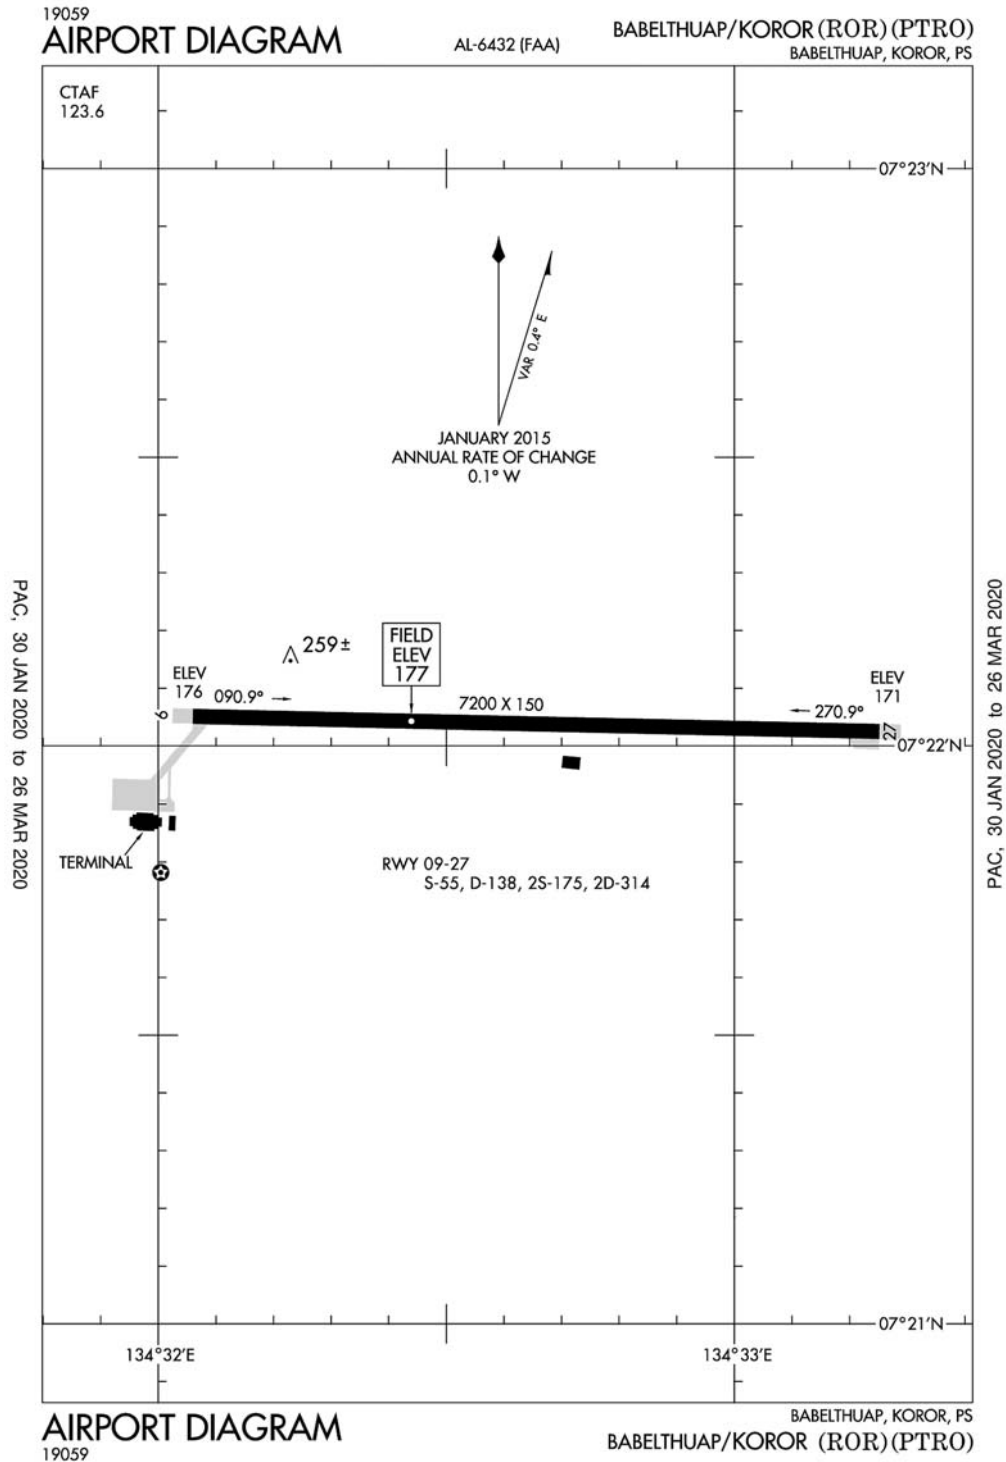 19059
AIRPORT DIAGRAM
AL-6432 (FAA)
BABELTHUAP/KOROR (ROR)(PTRO)
BABELTHUAP, KOROR, PS
CTAF
123.6
07°23'N
VAR 0.4° E
JANUARY 2015
ANNUAL RATE OF CHANGE
0.1° W
PAC, 30 JAN 2020 to 26 MAR 2020
PAC, 30 JAN 2020 to 26 MAR 2020
259±
FIELD
ELEV
177
ELEV
176
090.9°
7200 X 150
ELEV
171
270.9°
9
27
07°22'N
TERMINAL
RWY 09-27
S-55, D-138, 2S-175, 2D-314
07°21'N
134°32'E
134°33'E
AIRPORT DIAGRAM
19059
BABELTHUAP, KOROR, PS
BABELTHUAP/KOROR (ROR)(PTRO)